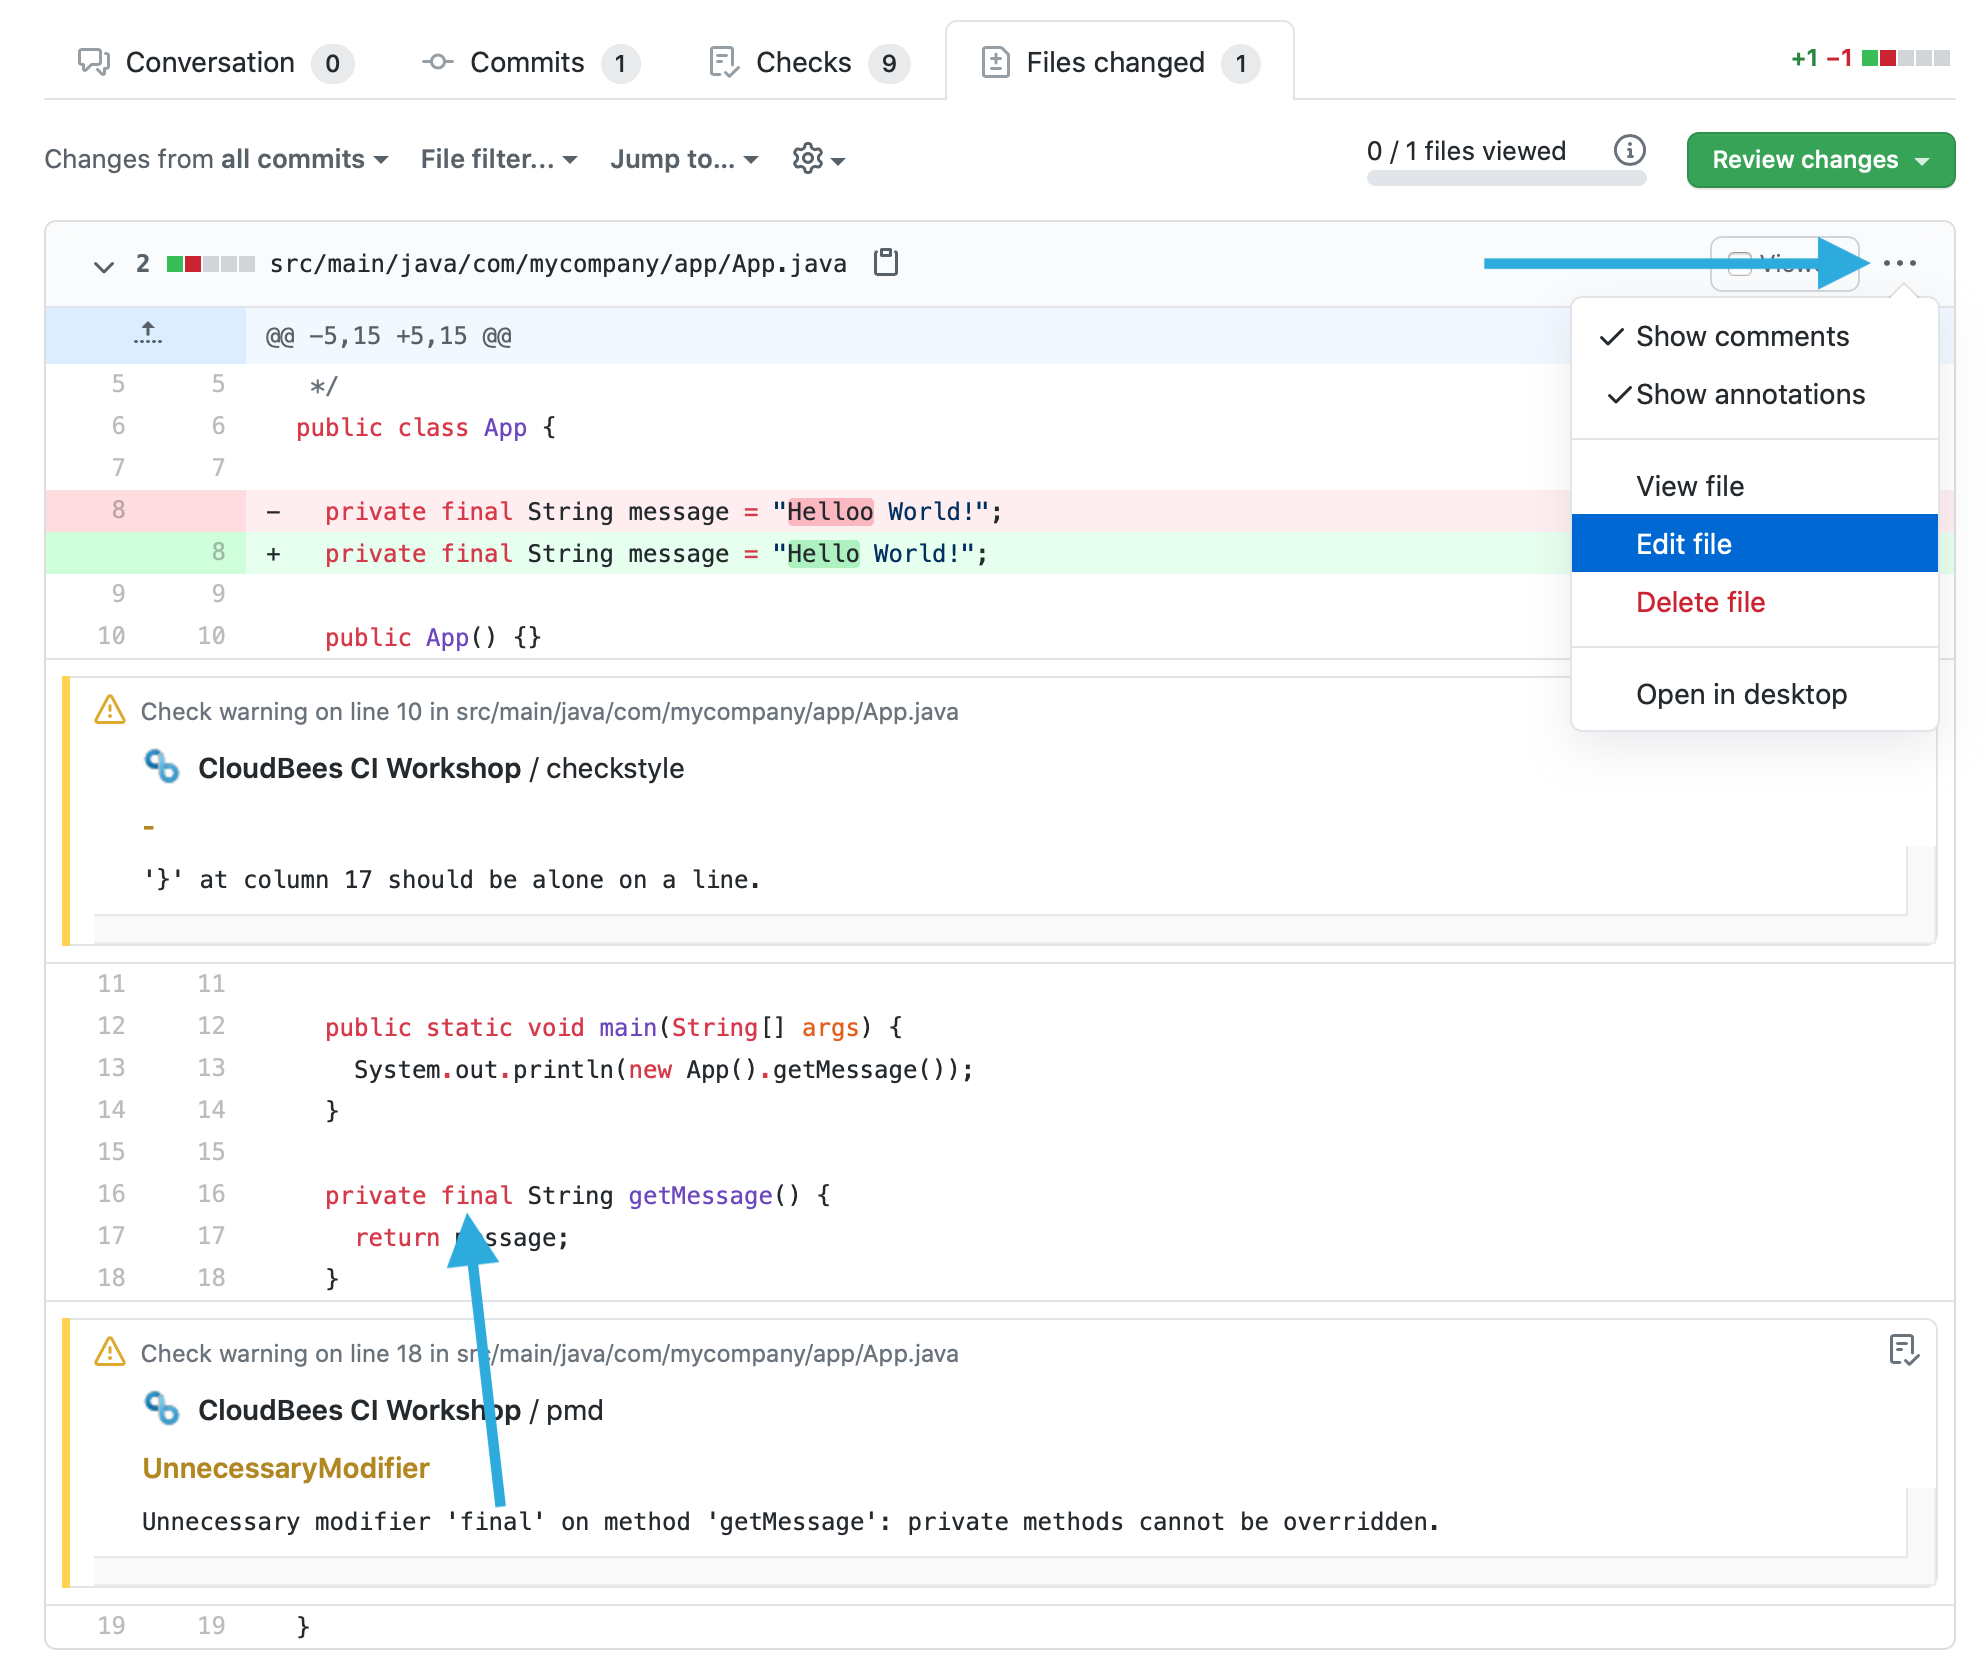 Conversation 0 Commits 1 Checks 9 Files changed 1 +1 −1
Changes from all commits File filter... Jump to... 0 / 1 files viewed Review changes
2 src/main/java/com/mycompany/app/App.java
@@ -5,15 +5,15 @@
Show comments
Show annotations
View file
Edit file
Delete file
Open in desktop
5 5 */
6 6 public class App {
7 7
8 - private final String message = "Helloo World!";
8 + private final String message = "Hello World!";
9 9
10 10 public App() {}
Check warning on line 10 in src/main/java/com/mycompany/app/App.java
CloudBees CI Workshop / checkstyle
-
'}' at column 17 should be alone on a line.
11 11
12 12 public static void main(String[] args) {
13 13 System.out.println(new App().getMessage());
14 14 }
15 15
16 16 private final String getMessage() {
17 17 return message;
18 18 }
Check warning on line 18 in src/main/java/com/mycompany/app/App.java
CloudBees CI Workshop / pmd
UnnecessaryModifier
Unnecessary modifier 'final' on method 'getMessage': private methods cannot be overridden.
19 19 }